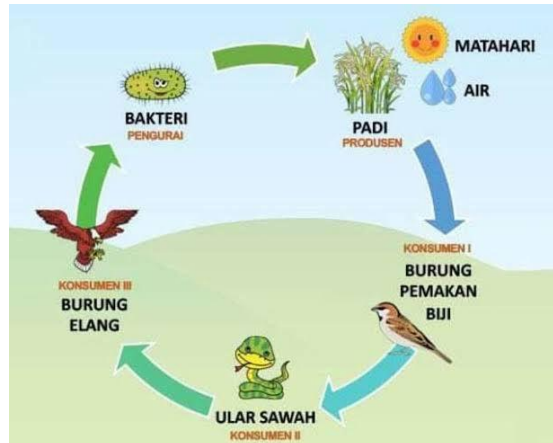 MATAHARI
AIR
BAKTERI
PENGURAI
PADI
PRODUSEN
KONSUMEN I
BURUNG
PEMAKAN
BIJI
ULAR SAWAH
KONSUMEN II
KONSUMEN III
BURUNG
ELANG